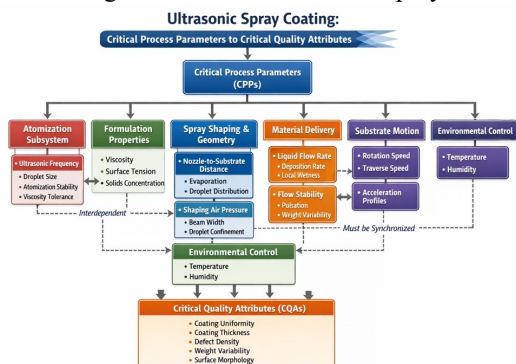 Ultrasonic Spray Coating:
Critical Process Parameters to Critical Quality Attributes
Critical Process Parameters
(CPPs)
Atomization
Subsystem
• Ultrasonic Frequency
• Droplet Size
• Atomization Stability
• Viscosity Tolerance
Formulation
Properties
• Viscosity
• Surface Tension
• Solids Concentration
Spray Shaping &
Geometry
• Nozzle-to-Substrate
Distance
• Evaporation
• Droplet Distribution
• Shaping Air Pressure
• Beam Width
• Droplet Confinement
Material Delivery
• Liquid Flow Rate
• Deposition Rate
• Local Wetness
• Flow Stability
• Pulsation
• Weight Variability
Substrate Motion
• Rotation Speed
• Traverse Speed
• Acceleration
Profiles
Environmental Control
• Temperature
• Humidity
Interdependent
Must be Synchronized
Environmental Control
• Temperature
• Humidity
Critical Quality Attributes (CQAs)
• Coating Uniformity
• Coating Thickness
• Defect Density
• Weight Variability
• Surface Morphology